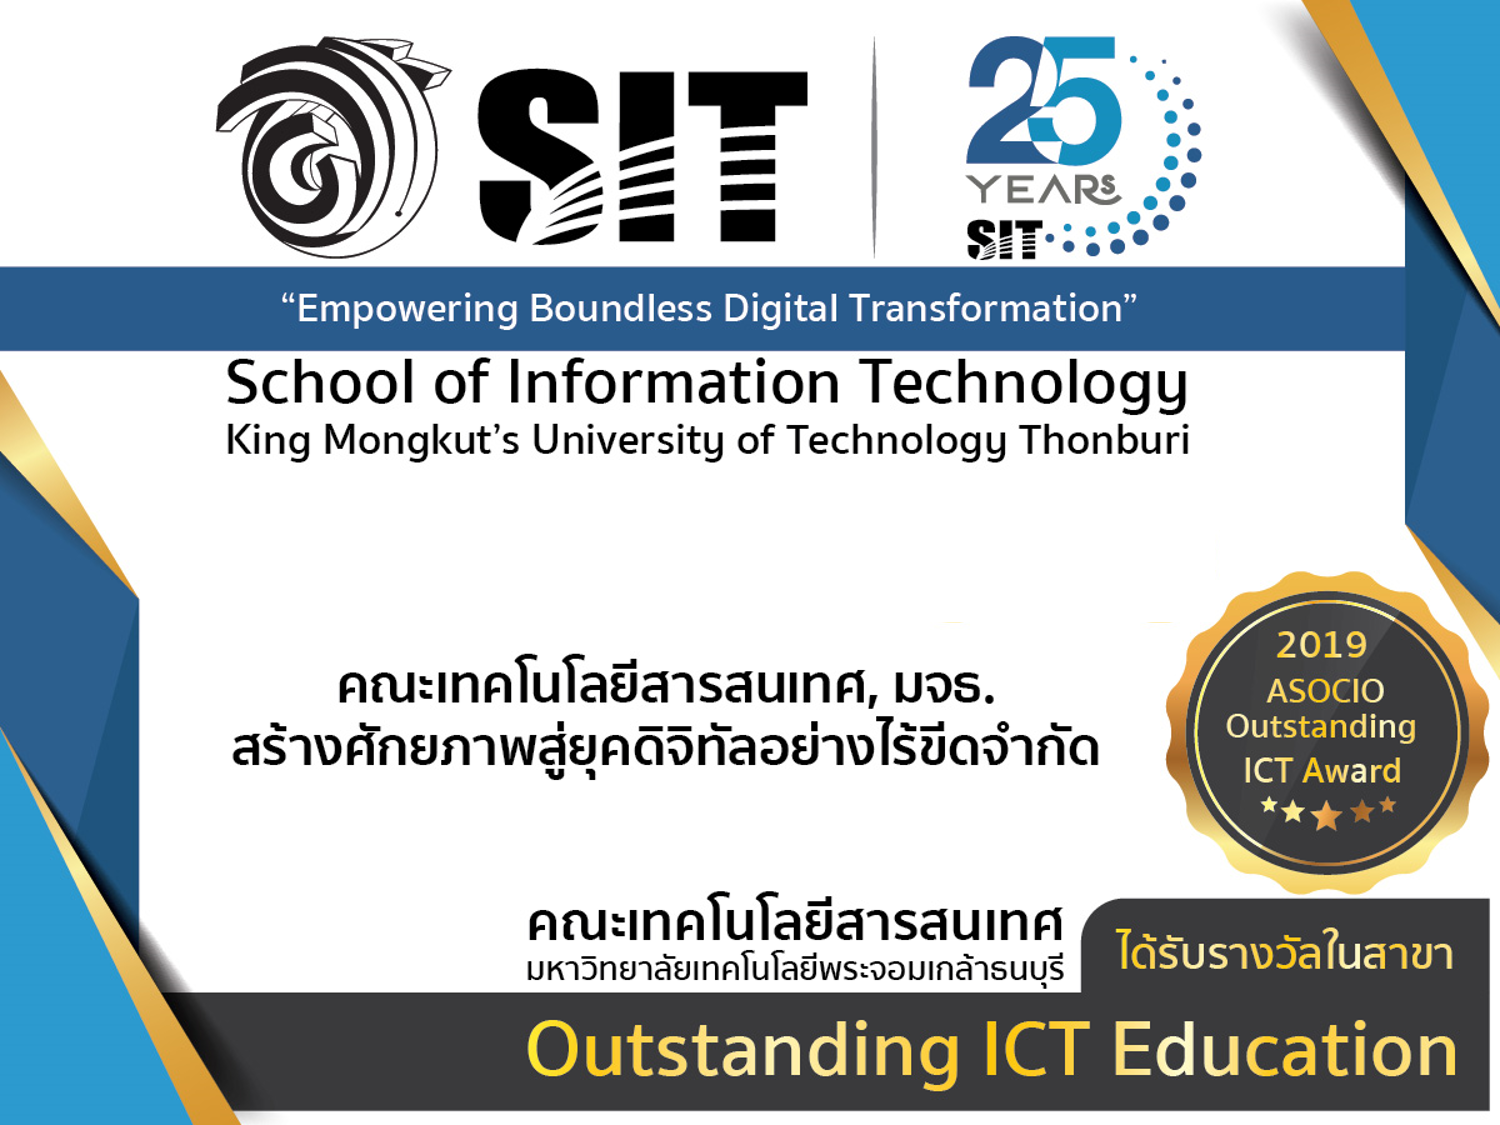 SIT
25
YEARS
SIT
“Empowering Boundless Digital Transformation”
School of Information Technology
King Mongkut’s University of Technology Thonburi
คณะเทคโนโลยีสารสนเทศ, มจธ.
สร้างศักยภาพสู่ยุคดิจิทัลอย่างไร้ขีดจำกัด
2019
ASOCIO
Outstanding
ICT Award
คณะเทคโนโลยีสารสนเทศ
มหาวิทยาลัยเทคโนโลยีพระจอมเกล้าธนบุรี
ได้รับรางวัลในสาขา
Outstanding ICT Education